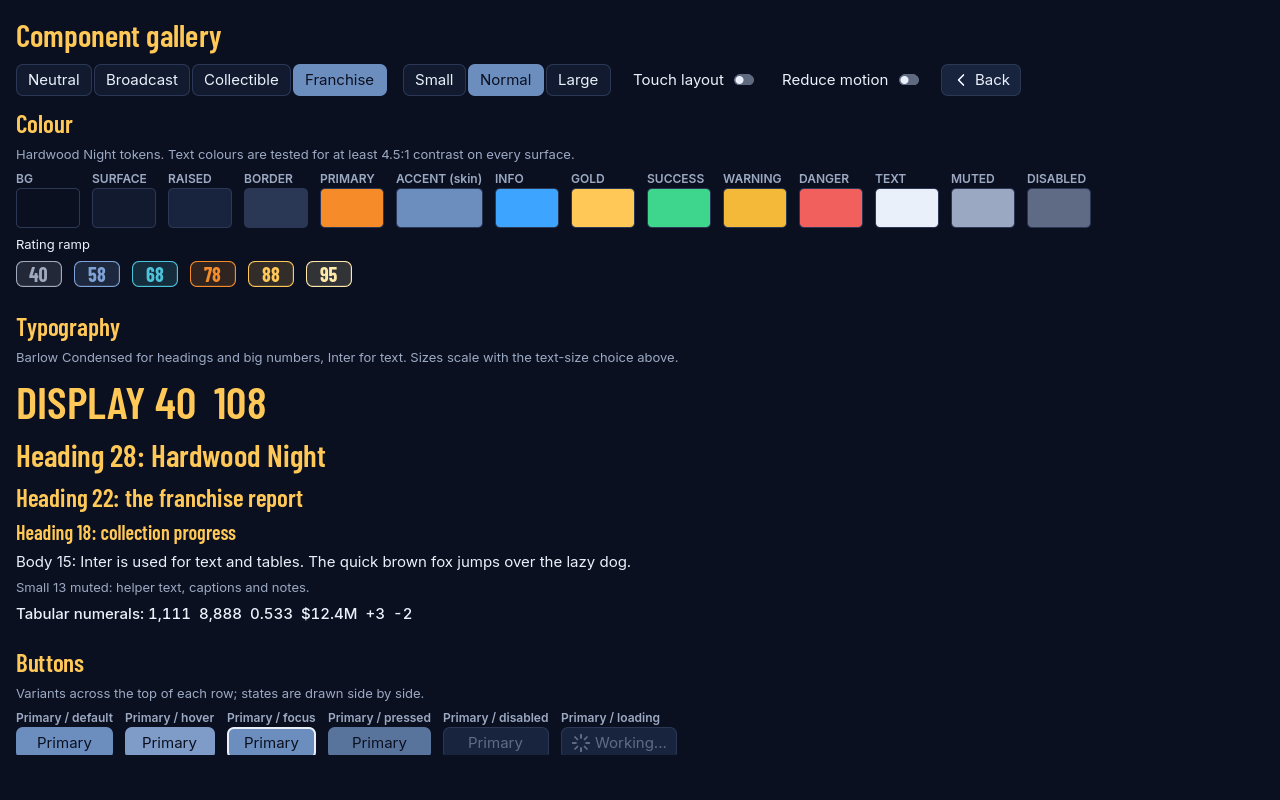 Component gallery
Neutral Broadcast Collectible Franchise Small Normal Large Touch layout Reduce motion Back
Colour
Hardwood Night tokens. Text colours are tested for at least 4.5:1 contrast on every surface.
BG SURFACE RAISED BORDER PRIMARY ACCENT (skin) INFO GOLD SUCCESS WARNING DANGER TEXT MUTED DISABLED
Rating ramp
40 58 68 78 88 95
Typography
Barlow Condensed for headings and big numbers, Inter for text. Sizes scale with the text-size choice above.
DISPLAY 40 108
Heading 28: Hardwood Night
Heading 22: the franchise report
Heading 18: collection progress
Body 15: Inter is used for text and tables. The quick brown fox jumps over the lazy dog.
Small 13 muted: helper text, captions and notes.
Tabular numerals: 1,111 8,888 0.533 $12.4M +3 -2
Buttons
Variants across the top of each row; states are drawn side by side.
Primary / default Primary / hover Primary / focus Primary / pressed Primary / disabled Primary / loading
Primary Primary Primary Primary Primary Working...